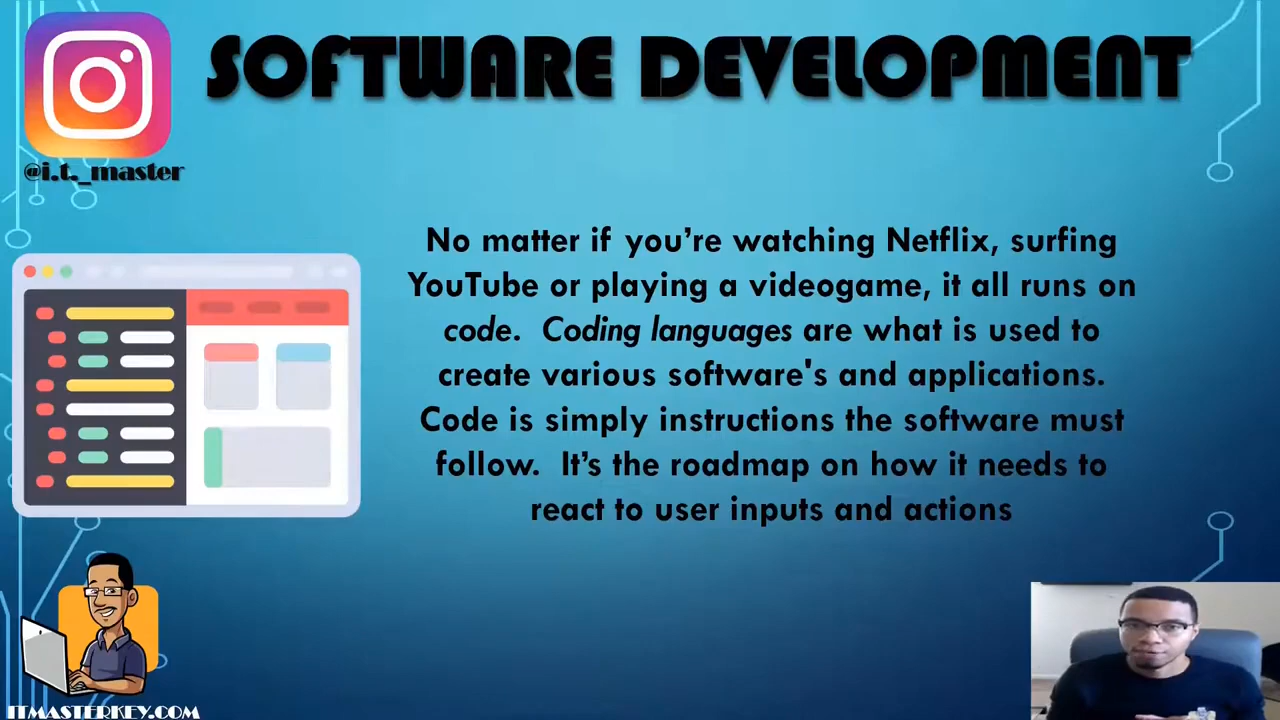 SOFTWARE DEVELOPMENT
@i.t._master
No matter if you’re watching Netflix, surfing
YouTube or playing a videogame, it all runs on
code. Coding languages are what is used to
create various software's and applications.
Code is simply instructions the software must
follow. It’s the roadmap on how it needs to
react to user inputs and actions
ITMASTERKEY.COM